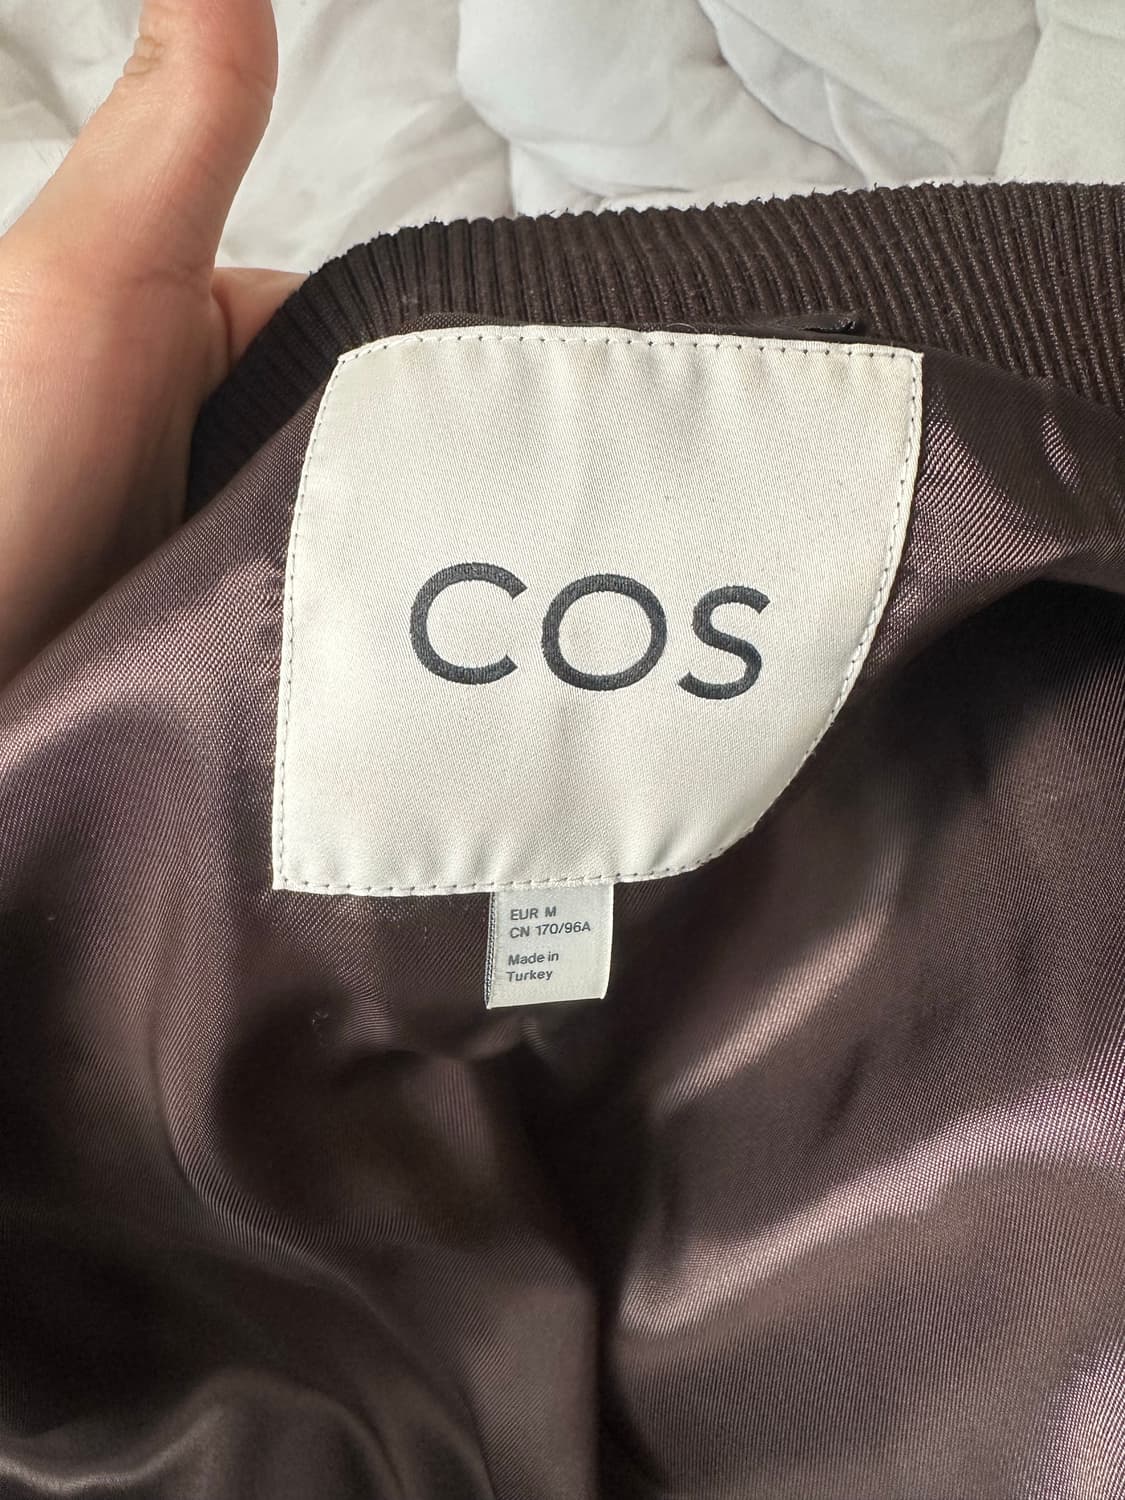 COS
EUR M
CN 170/96A
Made in
Turkey